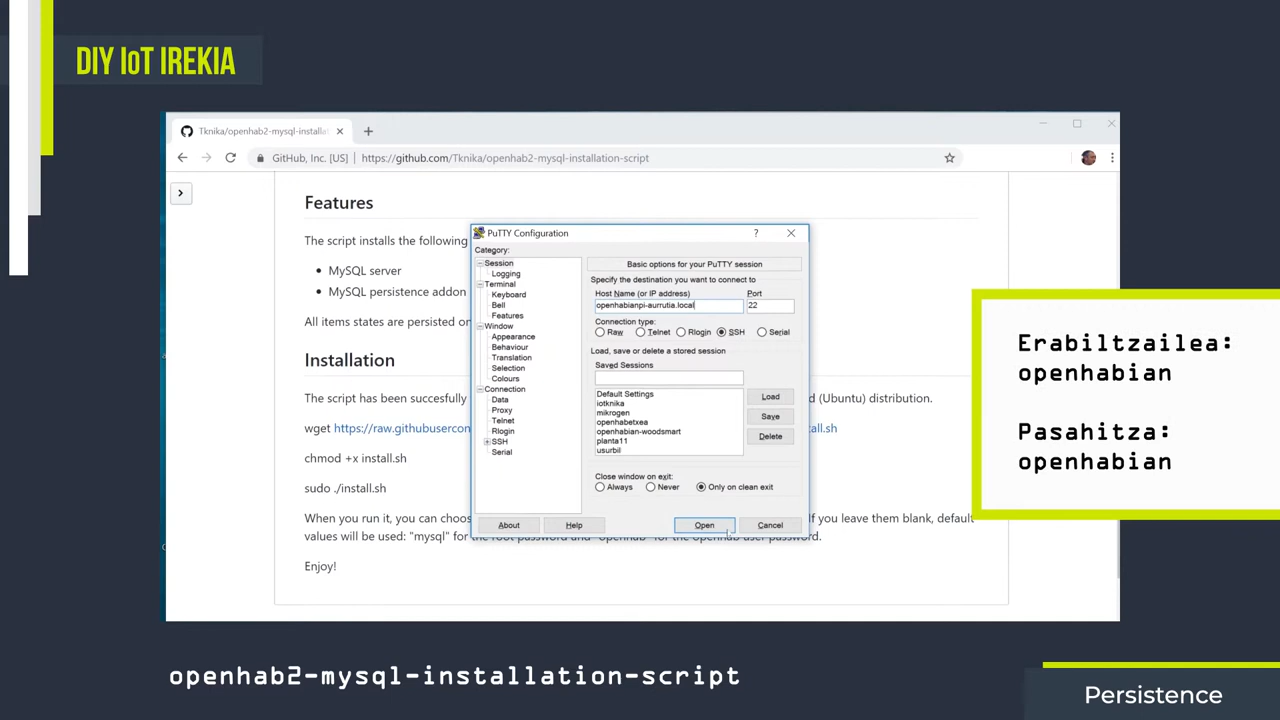 DIY IoT IREKIA
Tknika/openhab2-mysql-installat
GitHub, Inc. [US]
https://github.com/Tknika/openhab2-mysql-installation-script
Features
The script installs the following
MySQL server
MySQL persistence addon
All items states are persisted on
Installation
The script has been succesfully
d (Ubuntu) distribution.
wget https://raw.githubusercon
all.sh
chmod +x install.sh
sudo ./install.sh
When you run it, you can choos
If you leave them blank, default
values will be used: "mysql" for the root password and "openhab" for the openhab user password.
Enjoy!
PuTTY Configuration
?
Category:
Session
Logging
Terminal
Keyboard
Bell
Features
Window
Appearance
Behaviour
Translation
Selection
Colours
Connection
Data
Proxy
Telnet
Rlogin
SSH
Serial
Basic options for your PuTTY session
Specify the destination you want to connect to
Host Name (or IP address)
Port
openhabianpi-aurrutia.local
22
Connection type:
Raw
Telnet
Rlogin
SSH
Serial
Load, save or delete a stored session
Saved Sessions
Default Settings
iotknika
mikrogen
openhabetxea
openhabian-woodsmart
planta11
usurbil
Load
Save
Delete
Close window on exit:
Always
Never
Only on clean exit
About
Help
Open
Cancel
Erabiltzailea:
openhabian
Pasahitza:
openhabian
openhab2-mysql-installation-script
Persistence